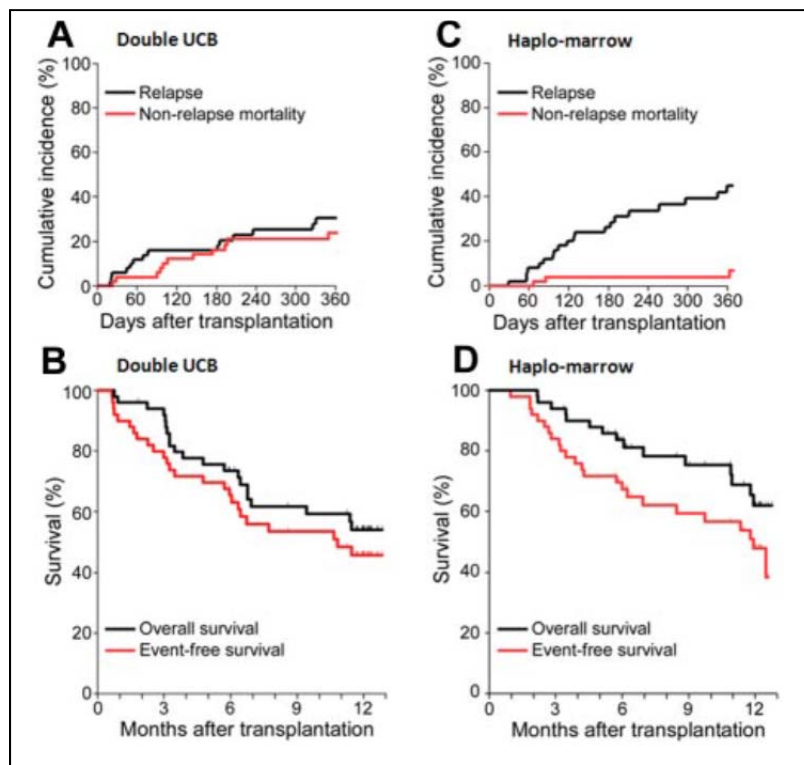 A
Double UCB
Cumulative incidence (%)
100
80
60
40
20
0
Relapse
Non-relapse mortality
0 60 120 180 240 300 360
Days after transplantation
C
Haplo-marrow
Cumulative incidence (%)
100
80
60
40
20
0
Relapse
Non-relapse mortality
0 60 120 180 240 300 360
Days after transplantation
B
Double UCB
Survival (%)
100
80
60
40
20
0
Overall survival
Event-free survival
0 3 6 9 12
Months after transplantation
D
Haplo-marrow
Survival (%)
100
80
60
40
20
0
Overall survival
Event-free survival
0 3 6 9 12
Months after transplantation